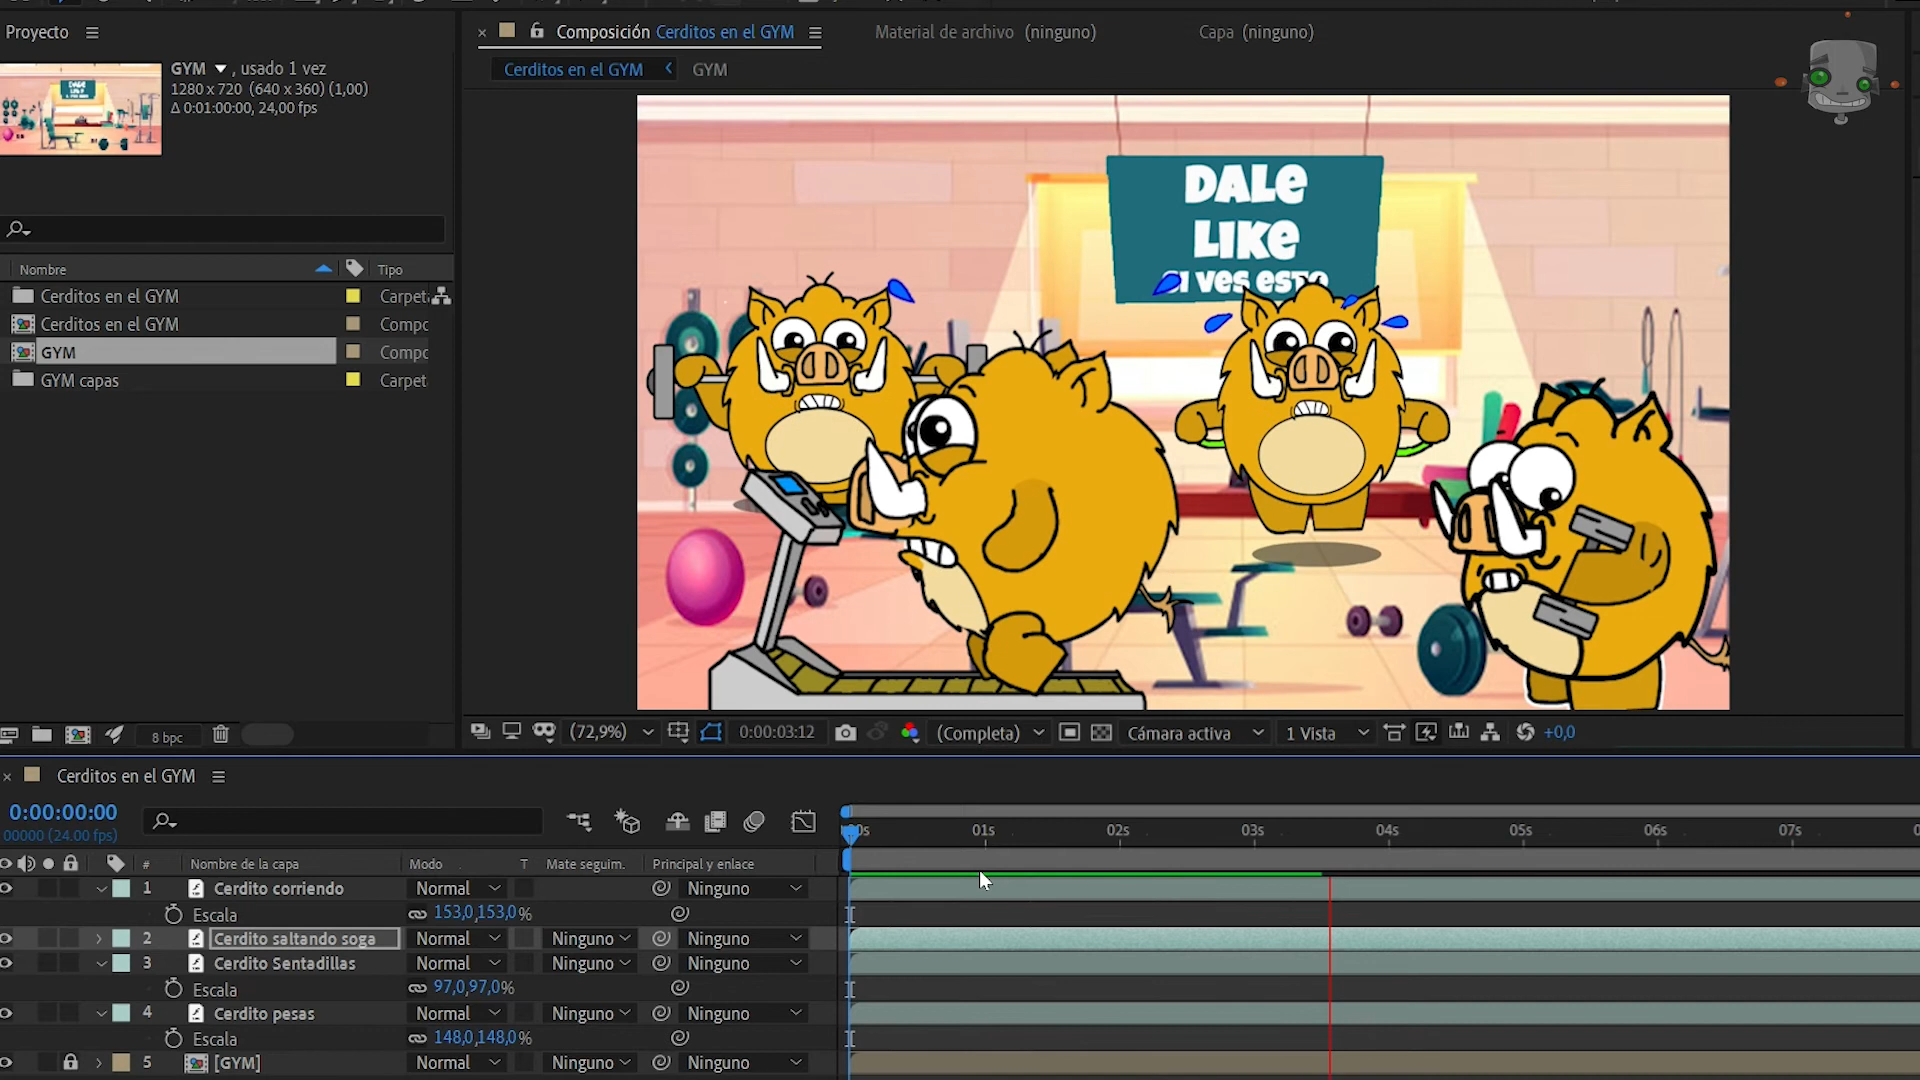 Proyecto
Composición Cerditos en el GYM
Material de archivo (ninguno)
Capa (ninguno)
Cerditos en el GYM
GYM
GYM , usado 1 vez
1280 x 720 (640 x 360) (1,00)
Δ 0:01:00:00, 24,00 fps
DALE
LIKE
SI VES ESTO
Nombre
Tipo
Cerditos en el GYM
Carpet
Cerditos en el GYM
Compo
GYM
Compo
GYM capas
Carpet
8 bpc
(72,9%)
0:00:03:12
(Completa)
Cámara activa
1 Vista
+0,0
Cerditos en el GYM
0:00:00:00
00000 (24.00 fps)
01s
02s
03s
04s
05s
06s
07s
# Nombre de la capa
Modo
T
Mate seguim.
Principal y enlace
1 Cerdito corriendo
Normal
Ninguno
Escala
153,0,153,0%
2 Cerdito saltando soga
Normal
Ninguno
Ninguno
3 Cerdito Sentadillas
Normal
Ninguno
Ninguno
Escala
97,0,97,0%
4 Cerdito pesas
Normal
Ninguno
Ninguno
Escala
148,0,148,0%
5 [GYM]
Normal
Ninguno
Ninguno